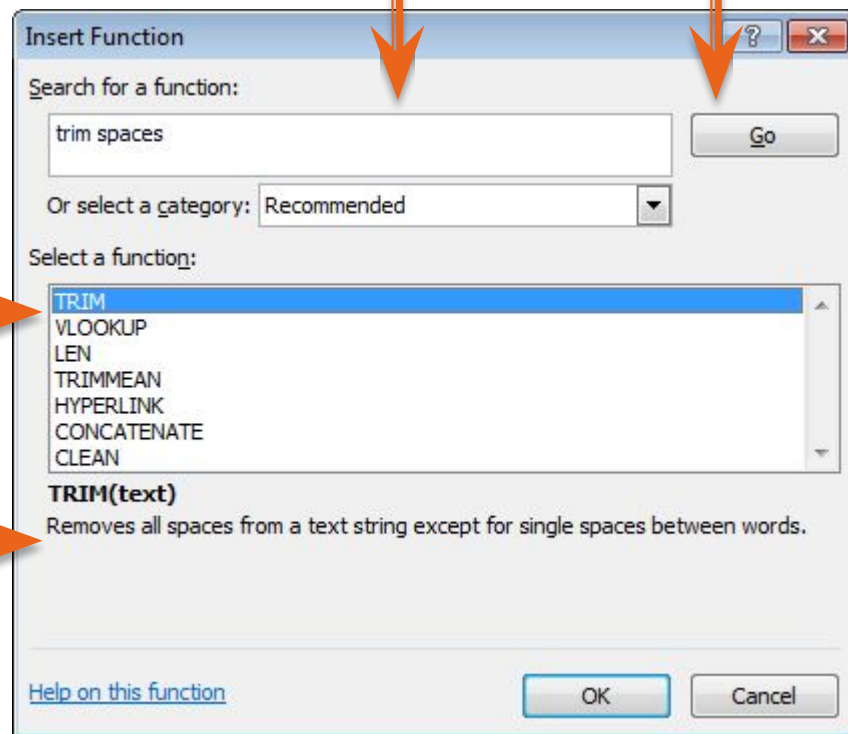 Insert Function
?
Search for a function:
trim spaces
Go
Or select a category: Recommended
Select a function:
TRIM
VLOOKUP
LEN
TRIMMEAN
HYPERLINK
CONCATENATE
CLEAN
TRIM(text)
Removes all spaces from a text string except for single spaces between words.
Help on this function
OK
Cancel